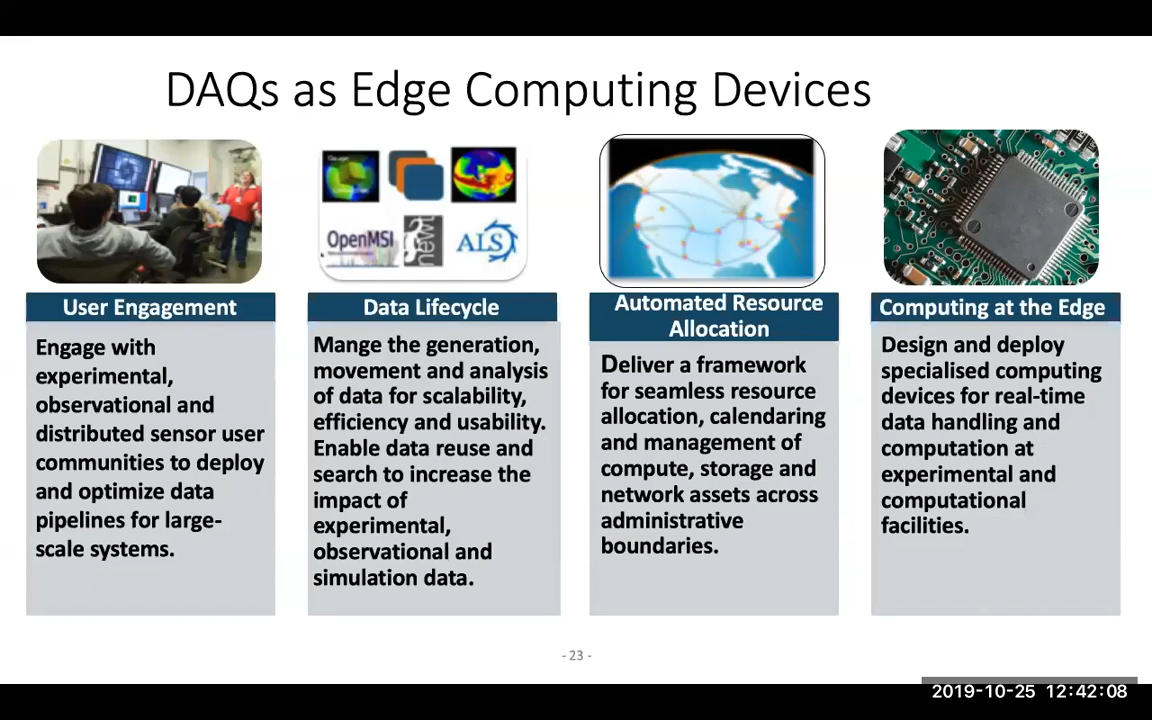 DAQs as Edge Computing Devices
OpenMSI
newt
ALS
User Engagement
Engage with
experimental,
observational and
distributed sensor user
communities to deploy
and optimize data
pipelines for large-
scale systems.
Data Lifecycle
Mange the generation,
movement and analysis
of data for scalability,
efficiency and usability.
Enable data reuse and
search to increase the
impact of
experimental,
observational and
simulation data.
Automated Resource
Allocation
Deliver a framework
for seamless resource
allocation, calendaring
and management of
compute, storage and
network assets across
administrative
boundaries.
Computing at the Edge
Design and deploy
specialised computing
devices for real-time
data handling and
computation at
experimental and
computational
facilities.
- 23 -
2019-10-25 12:42:08